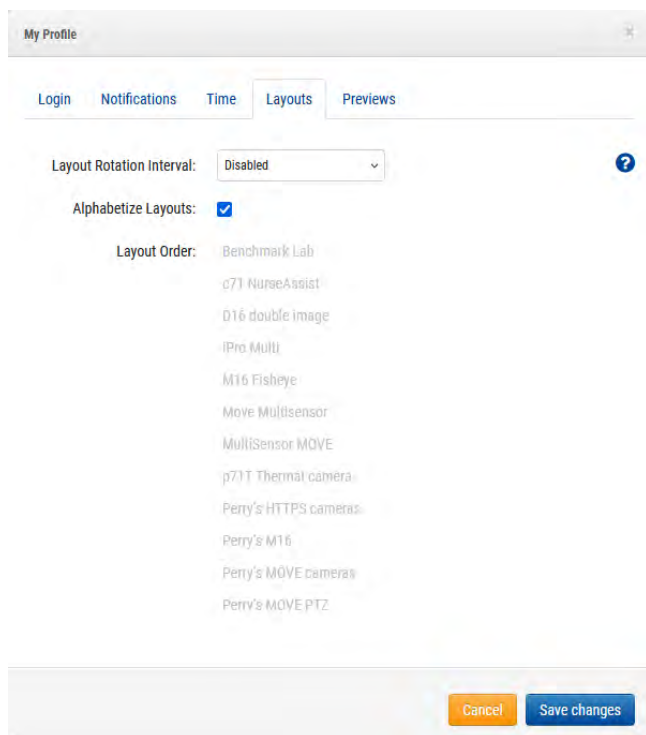 My Profile
Login Notifications Time Layouts Previews
Layout Rotation Interval: Disabled
Alphabetize Layouts:
Layout Order: Benchmark Lab
c71 NurseAssist
D16 double image
iPro Multi
M16 Fisheye
Move Multisensor
MultiSensor MOVE
p71T Thermal camera
Perry's HTTPS cameras
Perry's M16
Perry's MOVE cameras
Perry's MOVE PTZ
Cancel Save changes